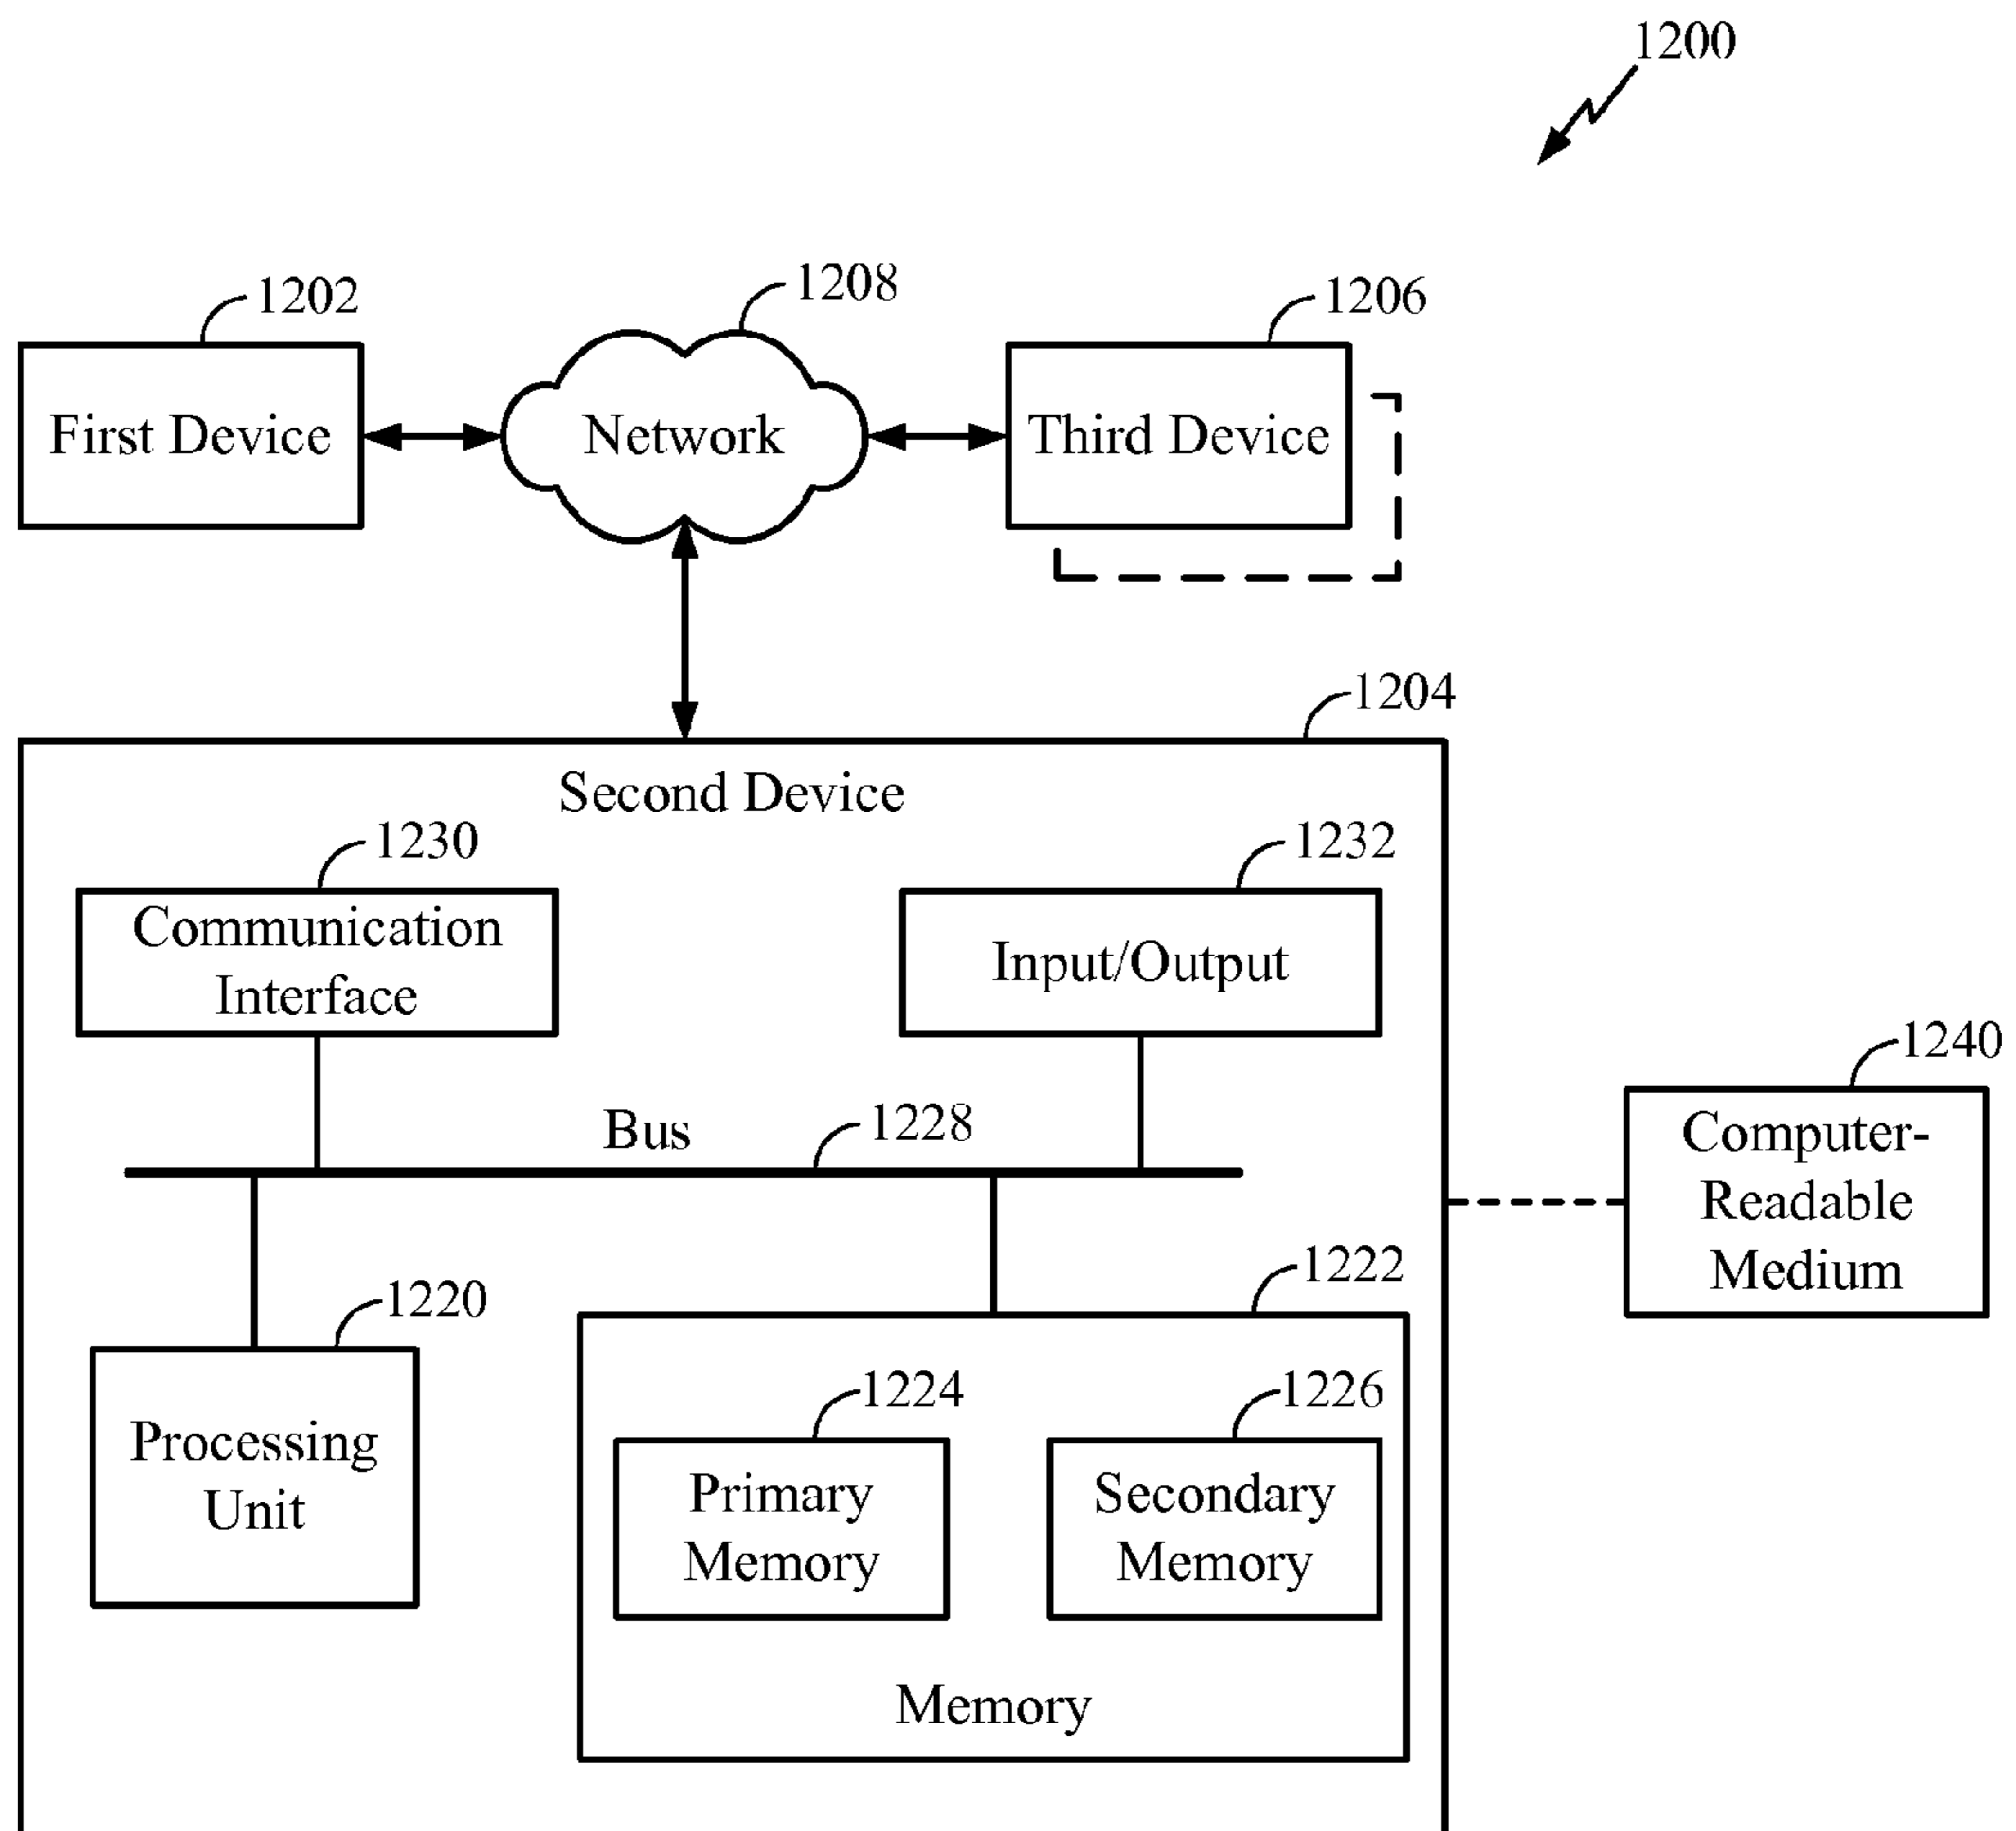 1200
1202
1208
1206
First Device
Network
Third Device
1204
Second Device
1230
1232
Communication
Interface
Input/Output
1240
Computer-
Readable
Medium
Bus
1228
1222
1220
Processing
Unit
1224
1226
Primary
Memory
Secondary
Memory
Memory